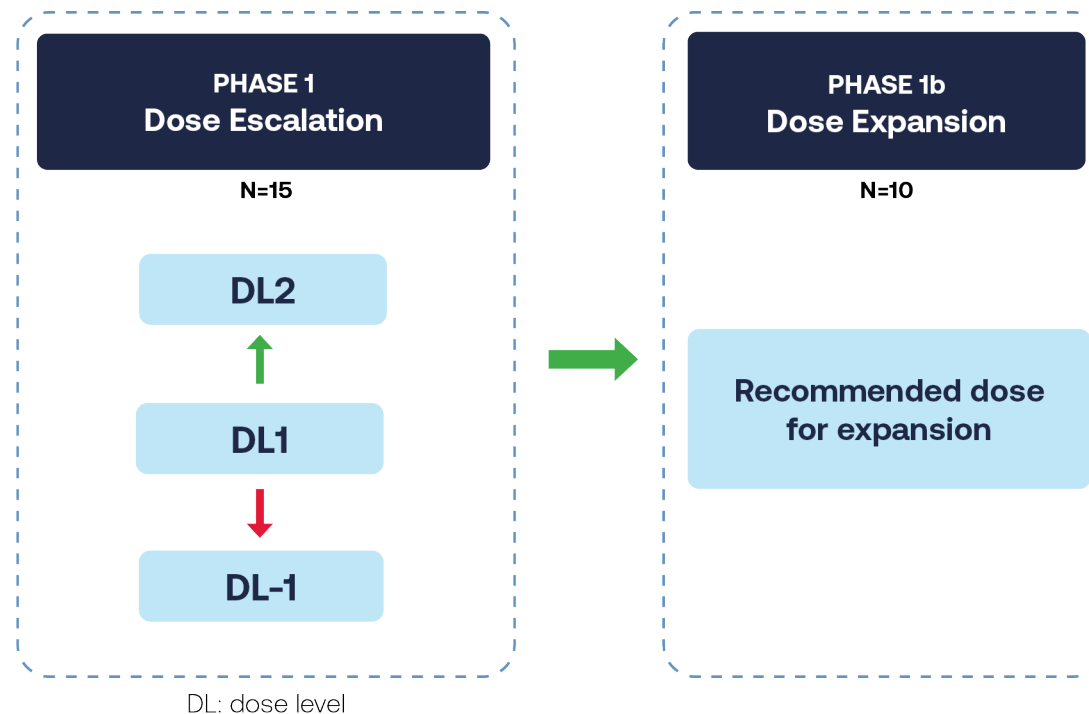 PHASE 1
Dose Escalation
N=15
DL2
DL1
DL-1
DL: dose level
PHASE 1b
Dose Expansion
N=10
Recommended dose
for expansion